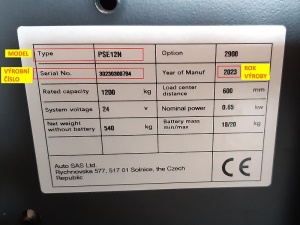 MODEL Type PSE12N Option 2900
VÝROBNÍ ČÍSLO Serial No. 30230300704 Year of Manuf 2023 ROK VÝROBY
Rated capacity 1200 kg Load center distance 600 mm
System voltage 24 v Nominal power 0.65 kw
Net weight without battery 540 kg Battery mass min/max 18/20 kg
Auto SAS Ltd.
Rychnovska 577, 517 01 Solnice, the Czech
Republic
CE